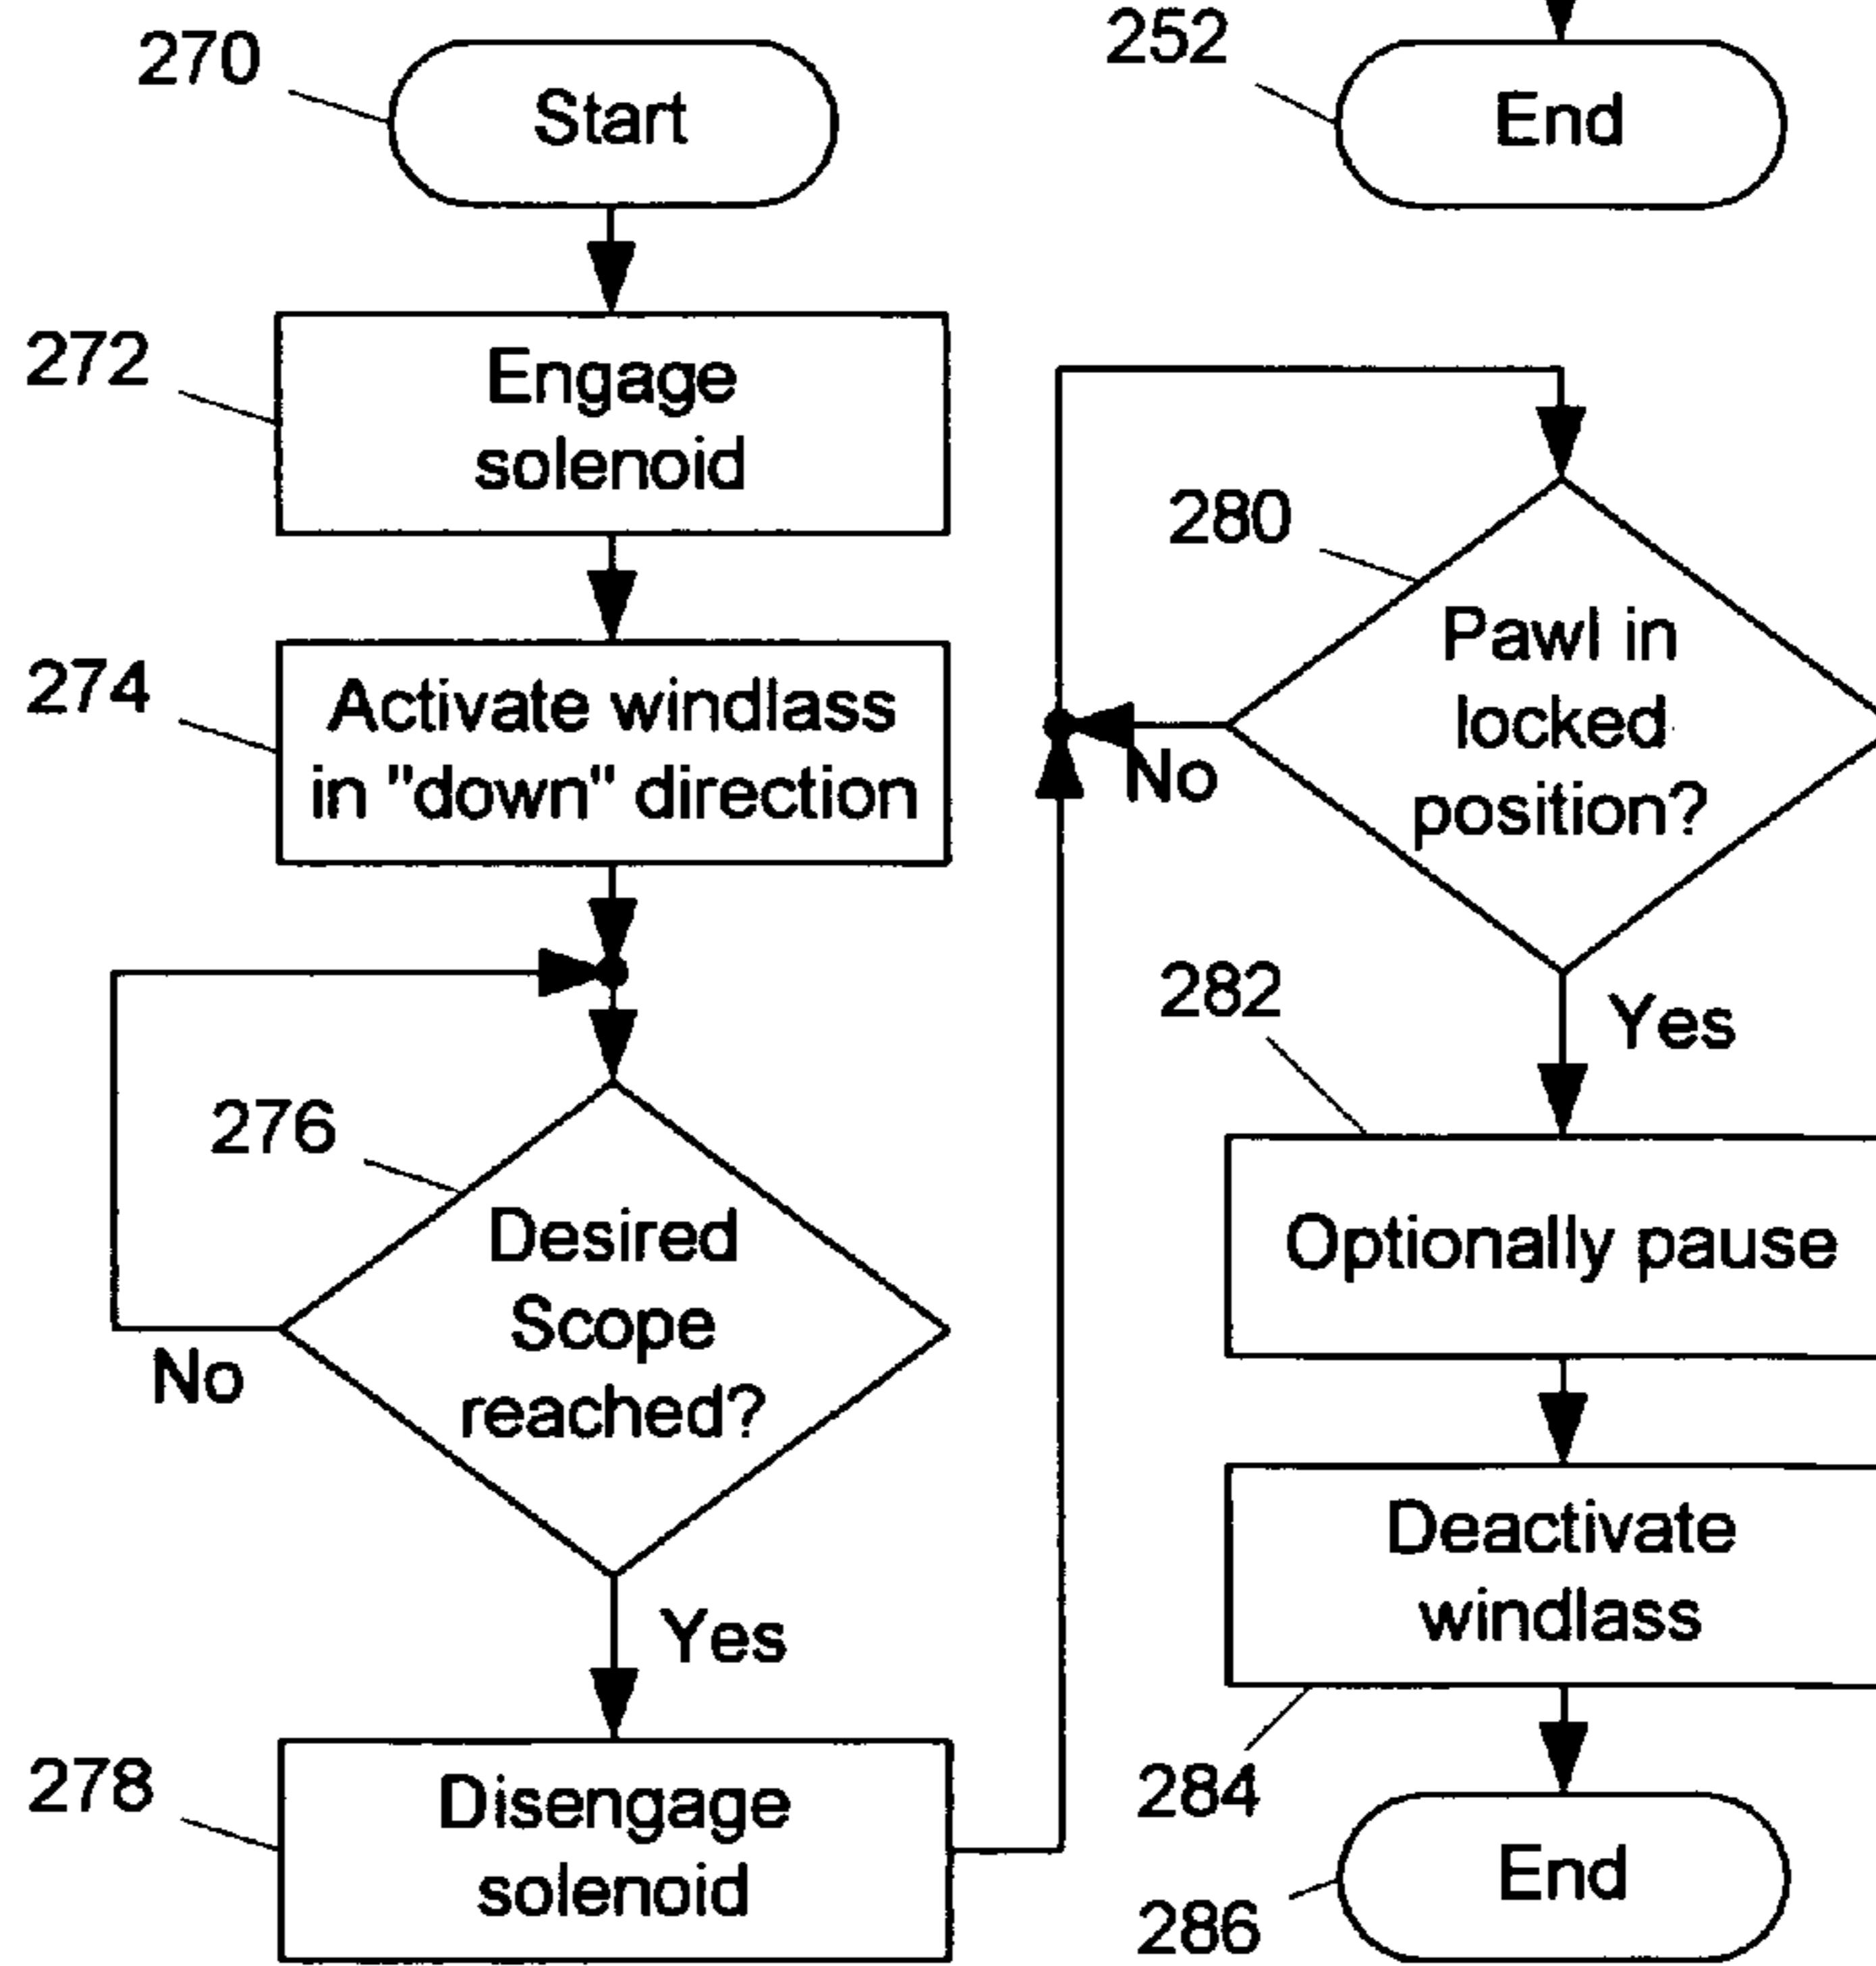 270
Start
272
Engage
solenoid
274
Activate windlass
in "down" direction
276
Desired
Scope
reached?
No
Yes
278
Disengage
solenoid
252
End
280
Pawl in
locked
position?
No
Yes
282
Optionally pause
Deactivate
windlass
284
End
286